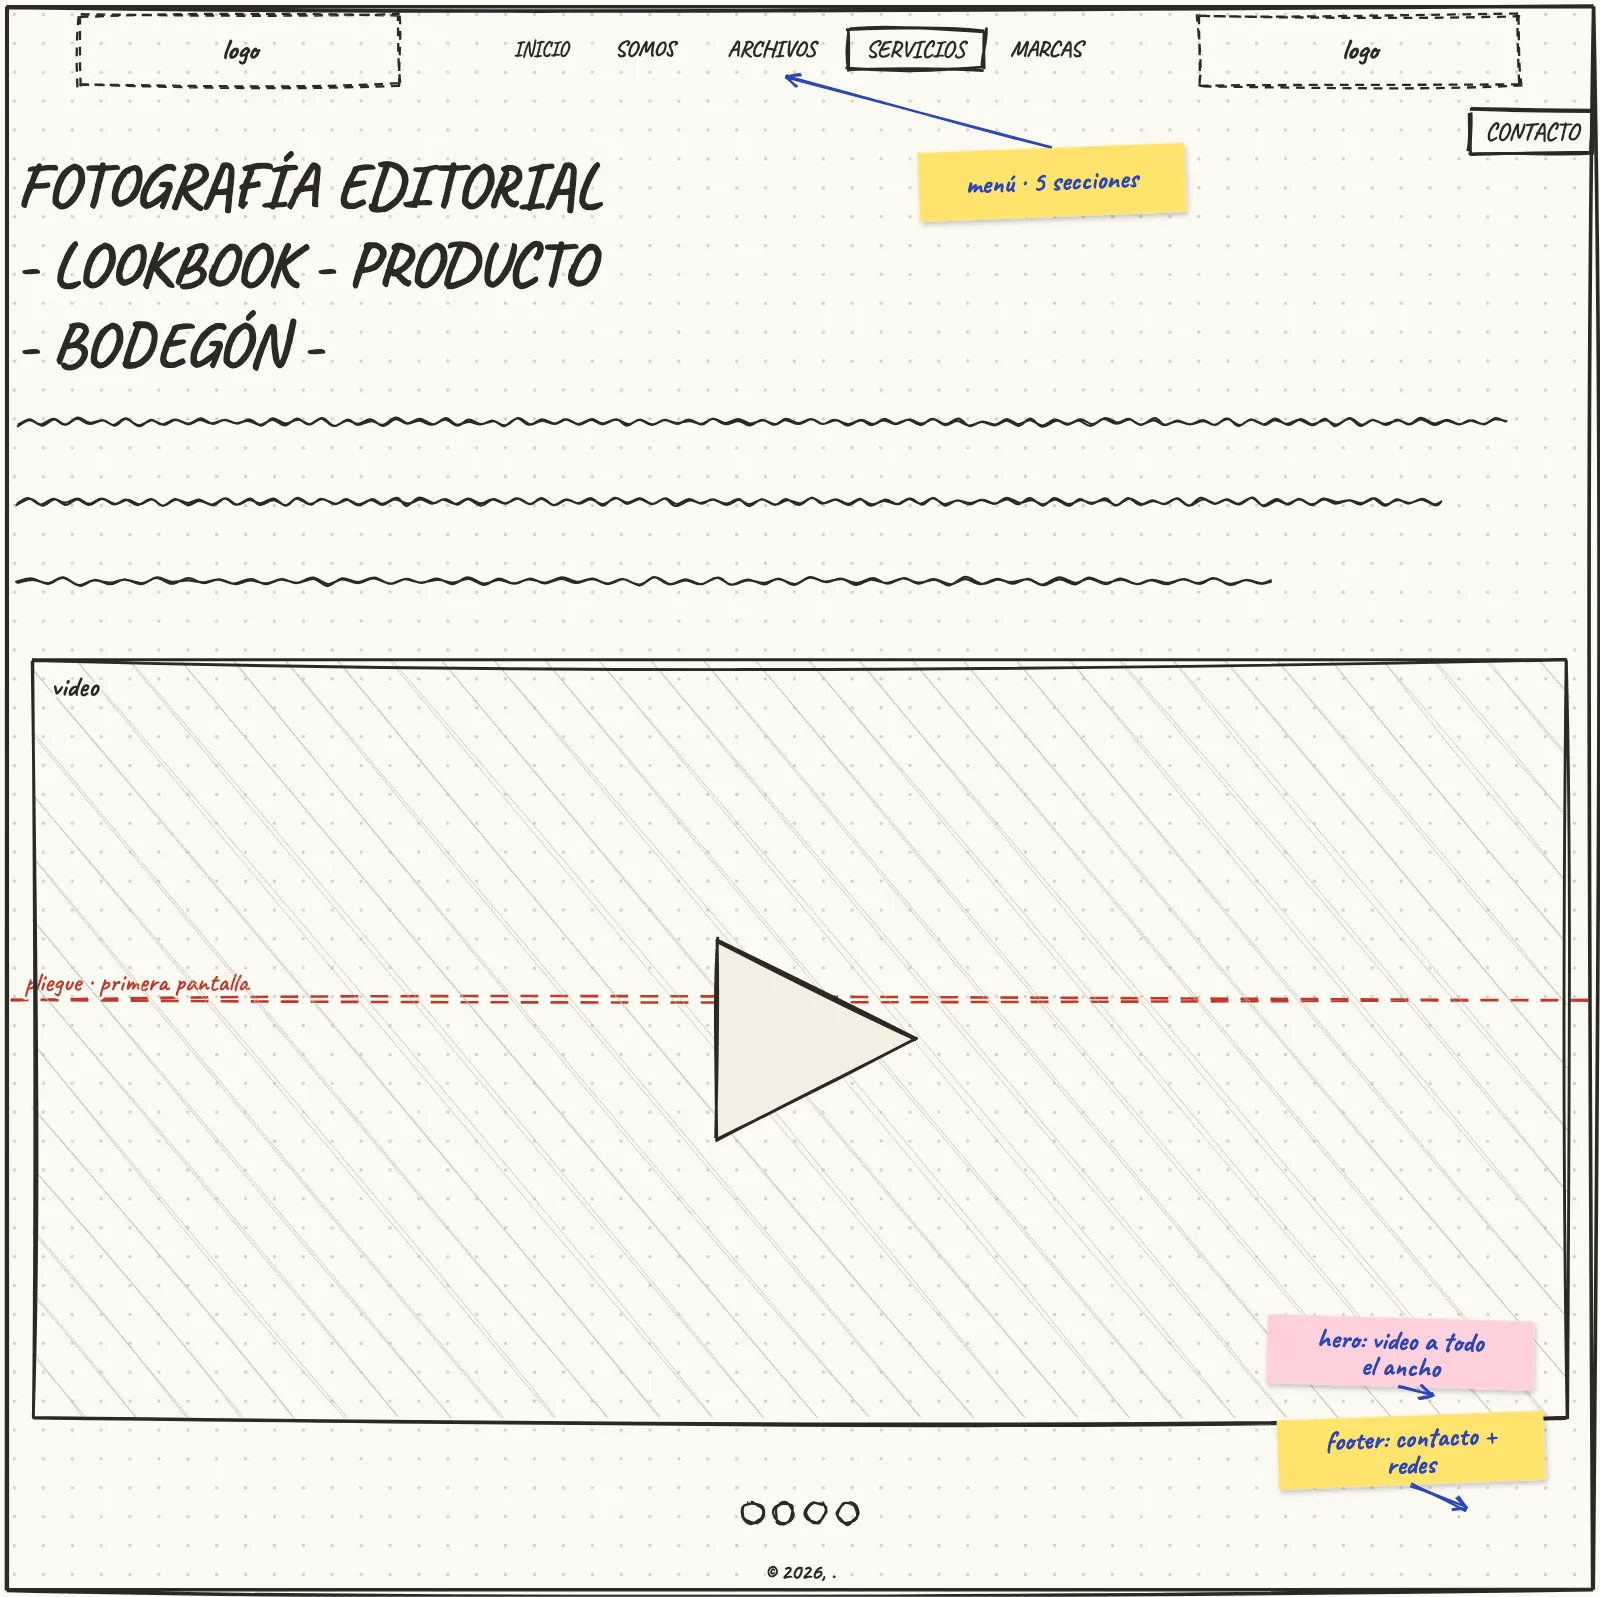 logo
INICIO SOMOS ARCHIVOS SERVICIOS MARCAS
logo
CONTACTO
menú · 5 secciones
FOTOGRAFÍA EDITORIAL
- LOOKBOOK - PRODUCTO
- BODEGÓN -
video
pliegue · primera pantalla
hero: video a todo
el ancho
footer: contacto +
redes
© 2026, .